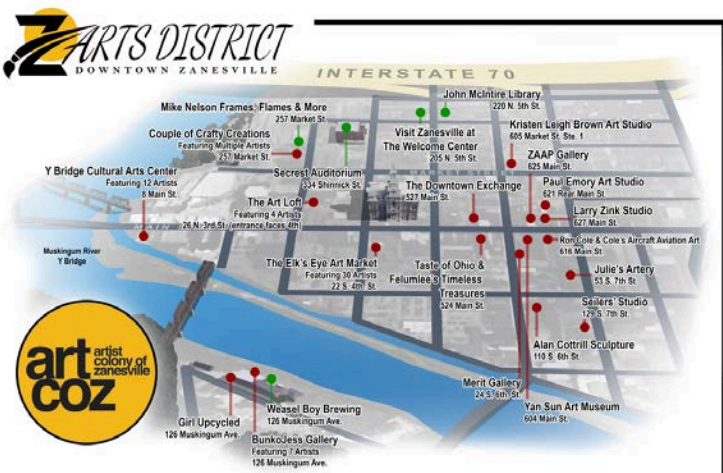 Z ARTS DISTRICT
DOWNTOWN ZANESVILLE
INTERSTATE 70
John McIntire Library
220 N. 5th St.
Mike Nelson Frames, Flames & More
257 Market St.
Couple of Crafty Creations
Featuring Multiple Artists
257 Market St.
Visit Zanesville at
The Welcome Center
205 N. 5th St.
Kristen Leigh Brown Art Studio
605 Market St. Ste. 1
ZAAP Gallery
625 Main St.
Y Bridge Cultural Arts Center
Featuring 12 Artists
8 Main St.
Secrest Auditorium
334 Shinnick St.
MARKET STREET
The Downtown Exchange
527 Main St.
Paul Emory Art Studio
621 Rear Main St.
The Art Loft
Featuring 4 Artists
26 N. 3rd St. (entrance faces 4th)
Larry Zink Studio
627 Main St.
MAIN
Ron Cole & Cole's Aircraft Aviation Art
616 Main St.
Muskingum River
Y Bridge
The Elk's Eye Art Market
Featuring 30 Artists
22 S. 4th. St.
Taste of Ohio &
Felumlee's Timeless
Treasures
524 Main St.
Julie's Artery
53 S. 7th St.
Seilers' Studio
129 S. 7th St.
Alan Cottrill Sculpture
110 S. 6th St.
art
coz
artist
colony of
zanesville
Merit Gallery
24 S. 6th. St.
Yan Sun Art Museum
604 Main St.
Weasel Boy Brewing
126 Muskingum Ave.
Girl Upcycled
126 Muskingum Ave.
BunkoJess Gallery
Featuring 7 Artists
126 Muskingum Ave.